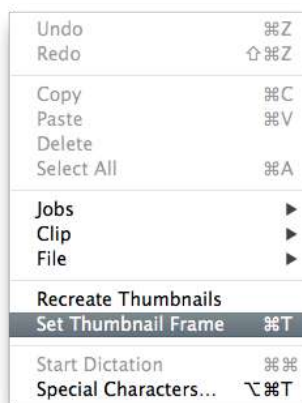 Undo ⌘Z
Redo ⇧⌘Z
Copy ⌘C
Paste ⌘V
Delete
Select All ⌘A
Jobs ▶
Clip ▶
File ▶
Recreate Thumbnails
Set Thumbnail Frame ⌘T
Start Dictation ⌘⌘
Special Characters... ⌥⌘T